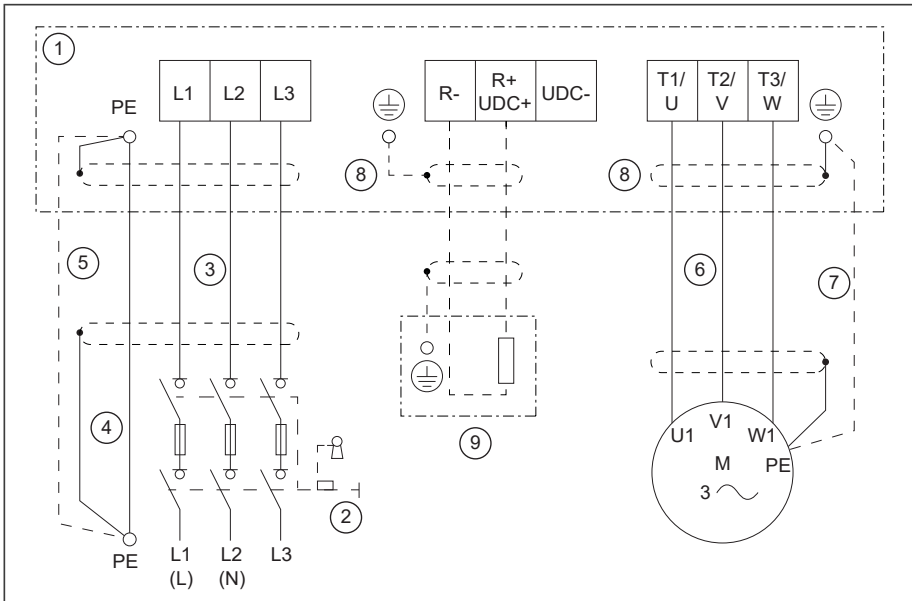 1
PE
L1 L2 L3
R- R+ UDC+ UDC-
T1/ U T2/ V T3/ W
8
8
5
3
6
7
4
9
2
U1 V1 W1
M PE
3
PE
L1 (L) L2 (N) L3